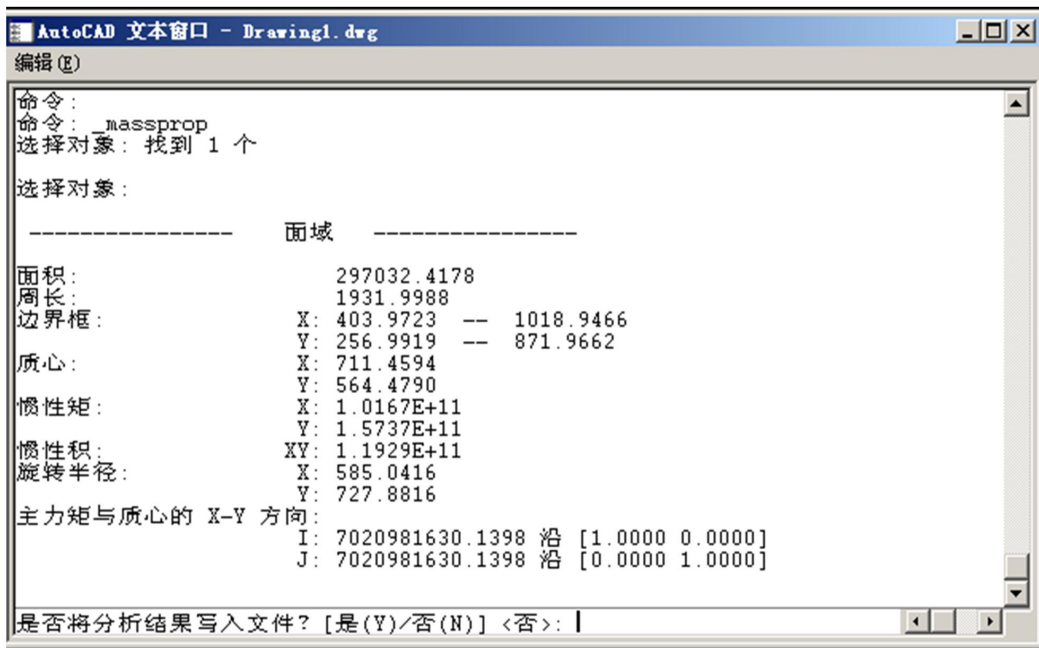 AutoCAD 文本窗口 - Drawing1.dwg
编辑(E)
命令:
命令: _massprop
选择对象: 找到 1 个
选择对象:
---------------- 面域 ----------------
面积: 297032.4178
周长: 1931.9988
边界框: X: 403.9723 -- 1018.9466
Y: 256.9919 -- 871.9662
质心: X: 711.4594
Y: 564.4790
惯性矩: X: 1.0167E+11
Y: 1.5737E+11
惯性积: XY: 1.1929E+11
旋转半径: X: 585.0416
Y: 727.8816
主力矩与质心的 X-Y 方向:
I: 7020981630.1398 沿 [1.0000 0.0000]
J: 7020981630.1398 沿 [0.0000 1.0000]
是否将分析结果写入文件? [是(Y)/否(N)] <否>: